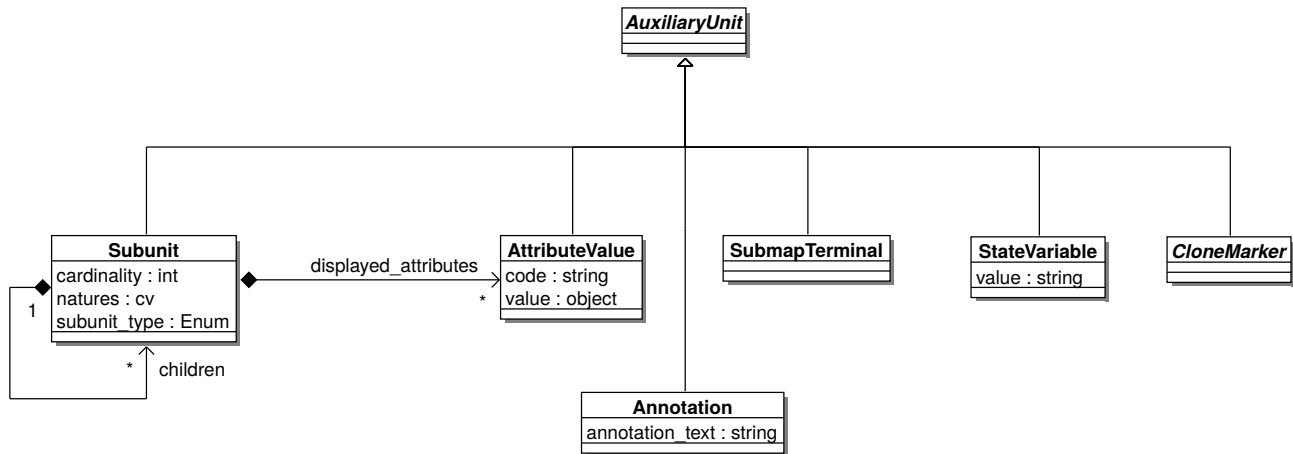 AuxiliaryUnit
Subunit
cardinality : int
natures : cv
subunit_type : Enum
1
*
children
displayed_attributes
*
AttributeValue
code : string
value : object
SubmapTerminal
StateVariable
value : string
CloneMarker
Annotation
annotation_text : string